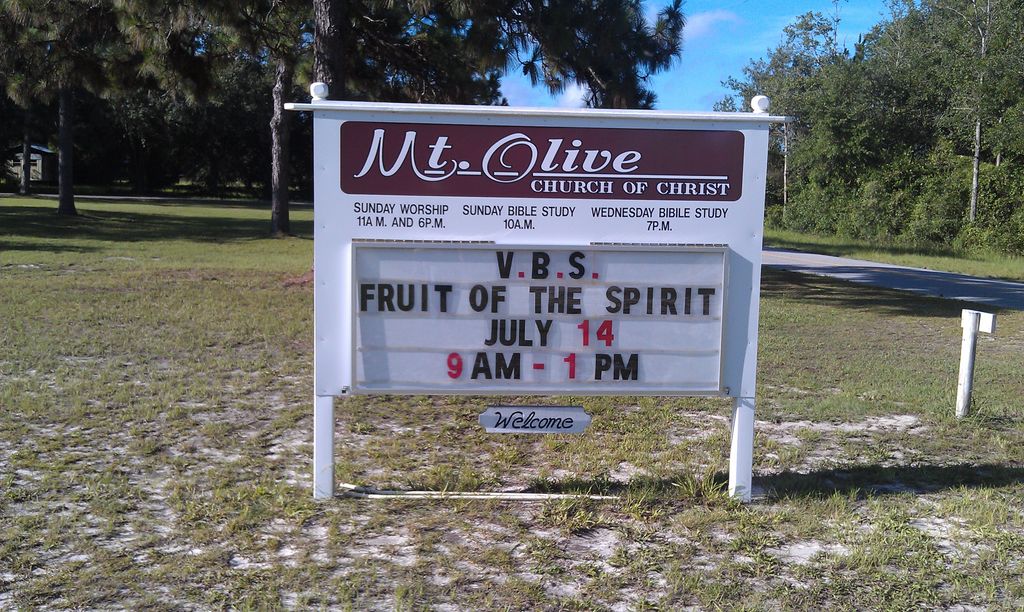 Mt. Olive
CHURCH OF CHRIST
SUNDAY WORSHIP SUNDAY BIBLE STUDY WEDNESDAY BIBILE STUDY
11A M. AND 6P.M. 10A.M. 7P.M.
V.B.S.
FRUIT OF THE SPIRIT
JULY 14
9 AM - 1 PM
Welcome